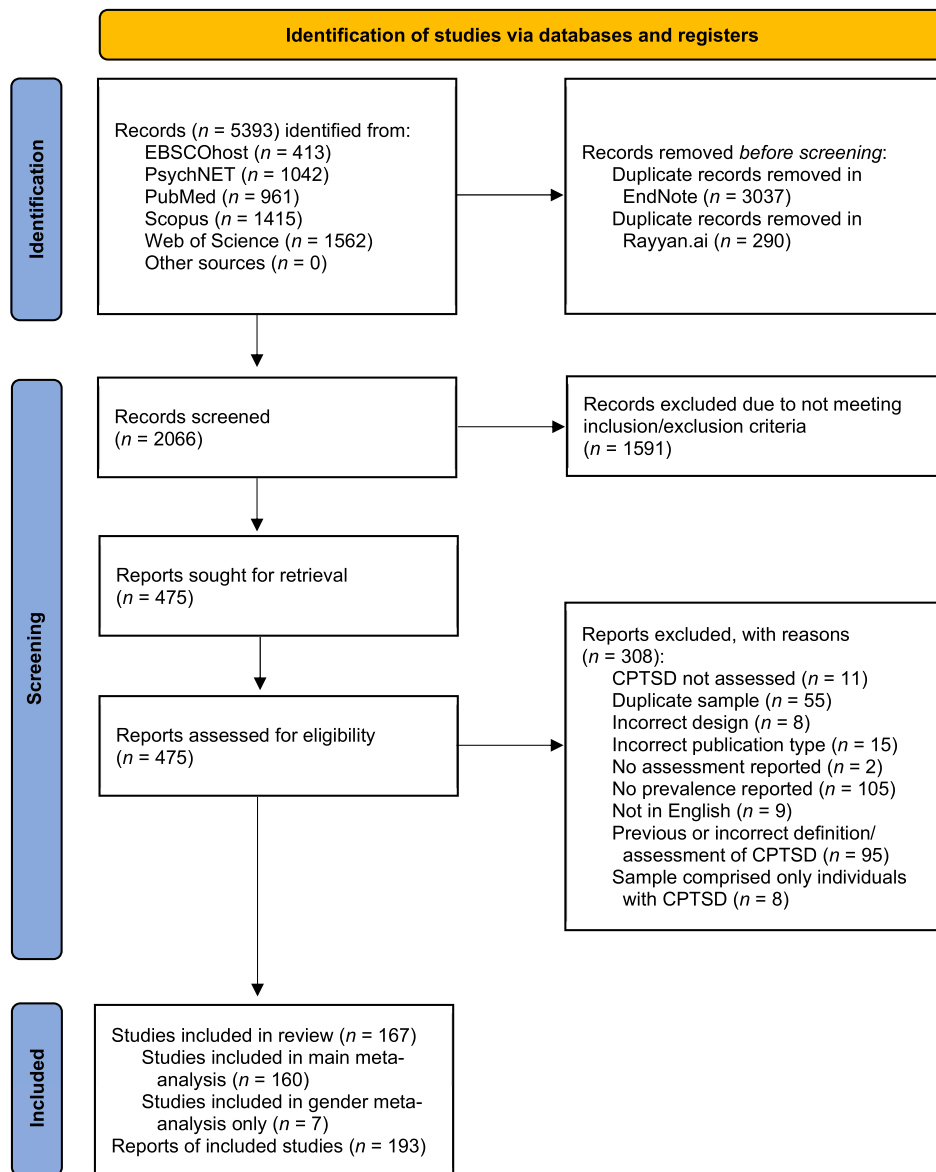 Identification of studies via databases and registers
Identification
Records (n = 5393) identified from:
EBSCOhost (n = 413)
PsychNET (n = 1042)
PubMed (n = 961)
Scopus (n = 1415)
Web of Science (n = 1562)
Other sources (n = 0)
Records removed before screening:
Duplicate records removed in
EndNote (n = 3037)
Duplicate records removed in
Rayyan.ai (n = 290)
Screening
Records screened
(n = 2066)
Records excluded due to not meeting
inclusion/exclusion criteria
(n = 1591)
Reports sought for retrieval
(n = 475)
Reports assessed for eligibility
(n = 475)
Reports excluded, with reasons
(n = 308):
CPTSD not assessed (n = 11)
Duplicate sample (n = 55)
Incorrect design (n = 8)
Incorrect publication type (n = 15)
No assessment reported (n = 2)
No prevalence reported (n = 105)
Not in English (n = 9)
Previous or incorrect definition/
assessment of CPTSD (n = 95)
Sample comprised only individuals
with CPTSD (n = 8)
Included
Studies included in review (n = 167)
Studies included in main meta-
analysis (n = 160)
Studies included in gender meta-
analysis only (n = 7)
Reports of included studies (n = 193)